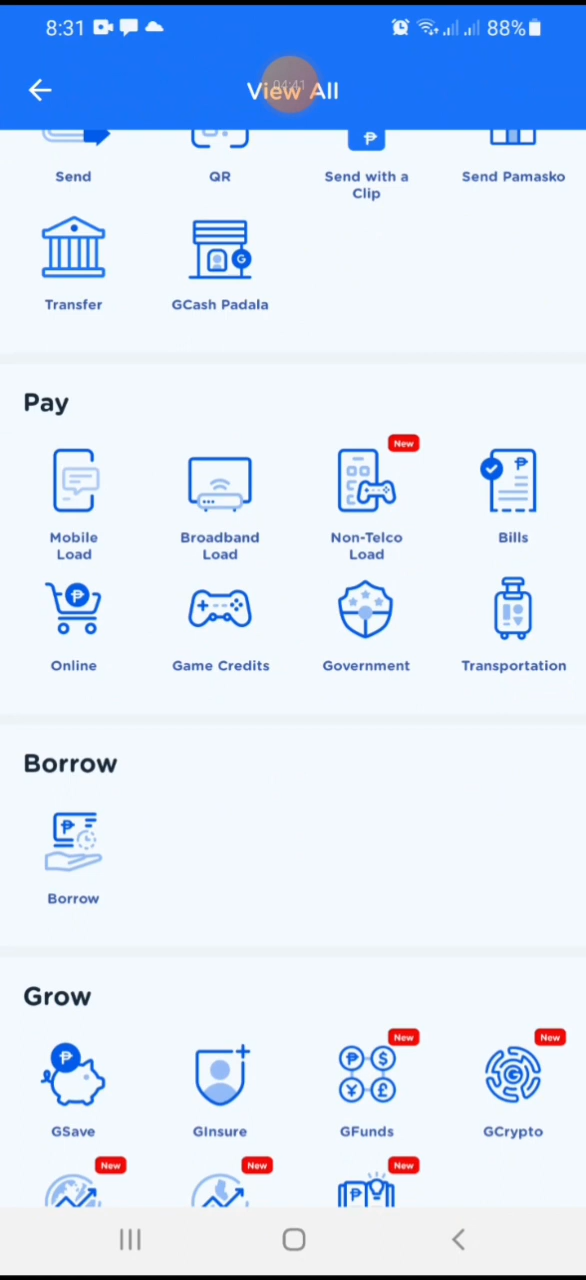 8:31
88%
04:41
View All
Send
QR
Send with a
Clip
Send Pamasko
Transfer
GCash Padala
Pay
New
Mobile
Load
Broadband
Load
Non-Telco
Load
Bills
Online
Game Credits
Government
Transportation
Borrow
Borrow
Grow
New
New
GSave
GInsure
GFunds
GCrypto
New
New
New